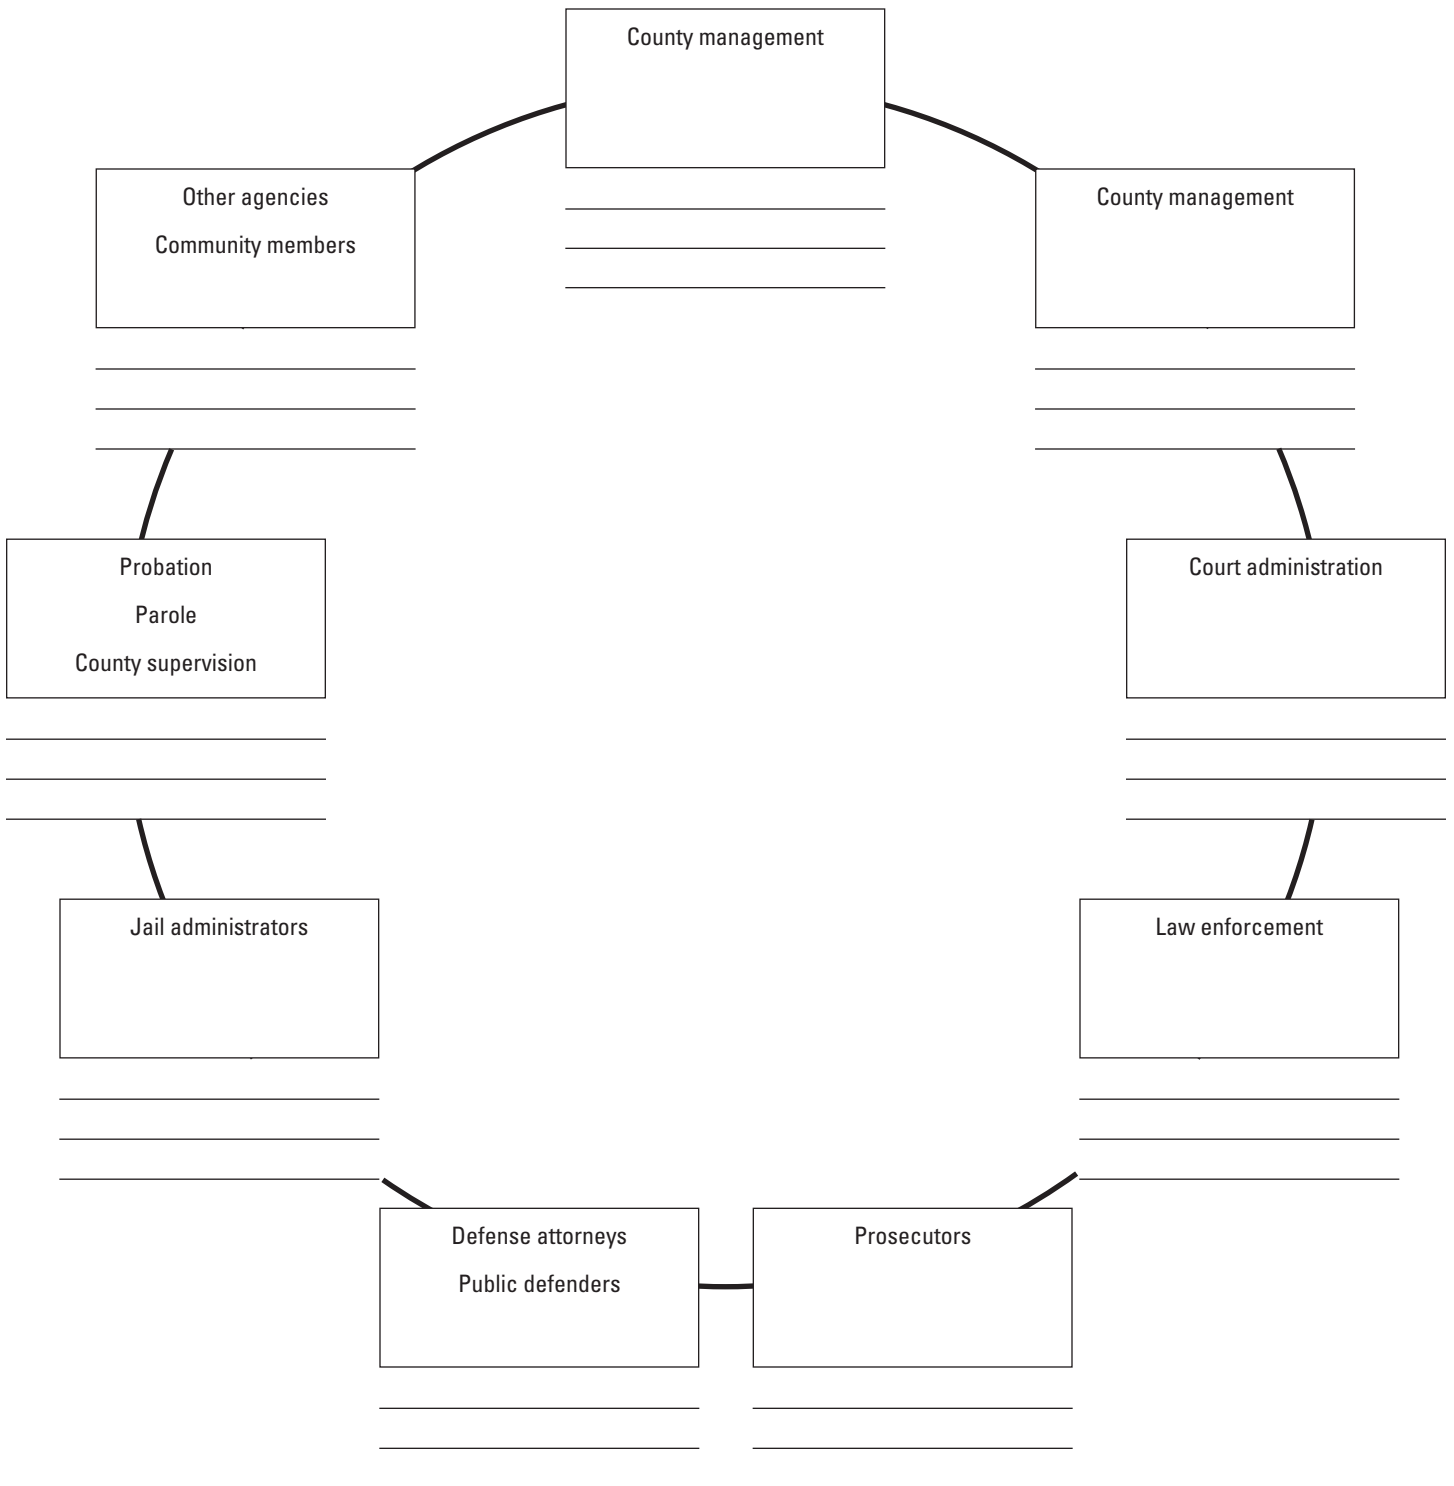 County management
Other agencies
Community members
County management
Probation
Parole
County supervision
Court administration
Jail administrators
Law enforcement
Defense attorneys
Public defenders
Prosecutors